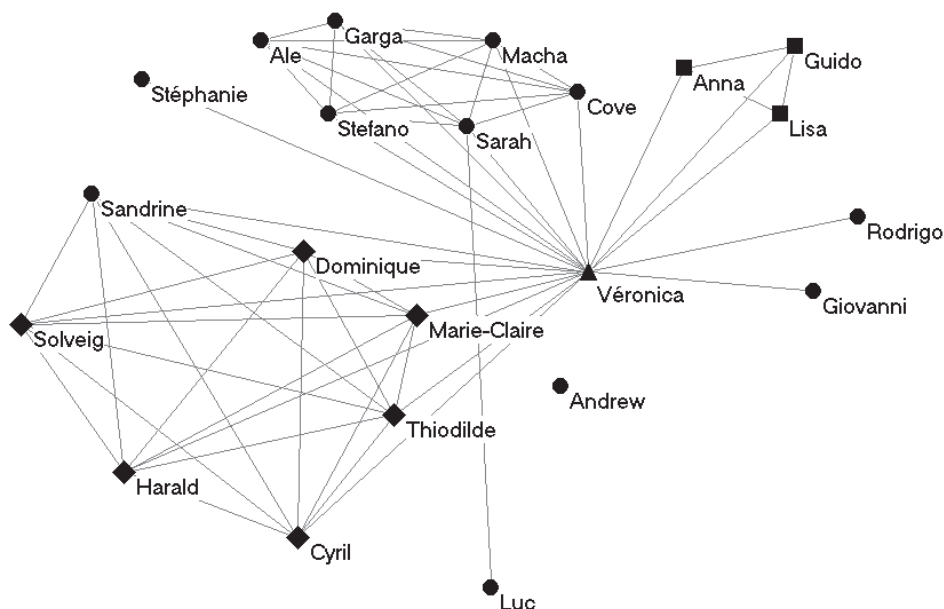 Garga
Ale
Macha
Guido
Anna
Stéphanie
Cove
Stefano
Sarah
Lisa
Sandrine
Rodrigo
Dominique
Véronica
Giovanni
Solveig
Marie-Claire
Andrew
Thiodilde
Harald
Cyril
Luc